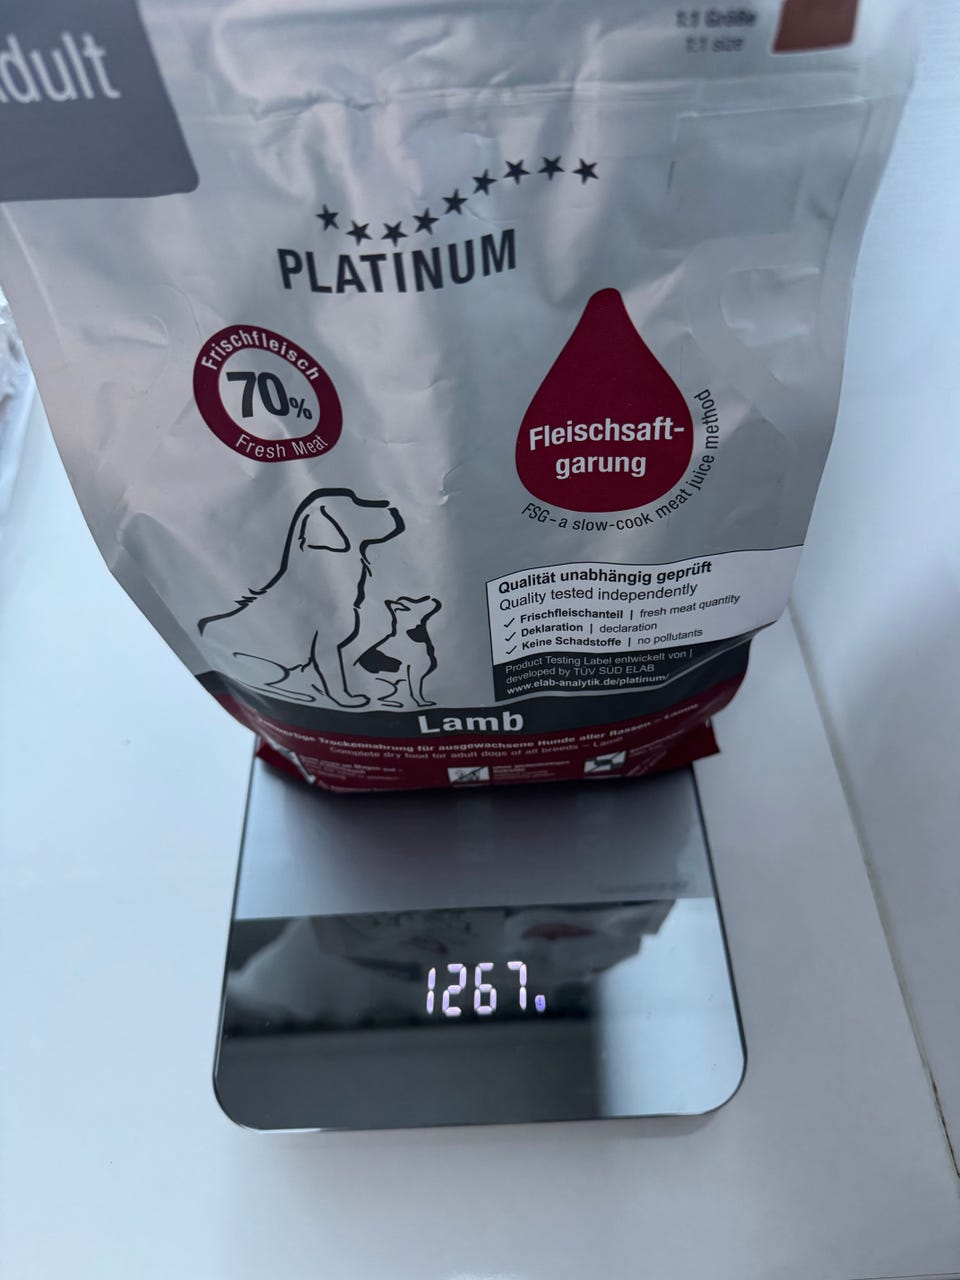 dult
1:1 Größe
1:1 size
PLATINUM
Frischfleisch
70%
Fresh Meat
Fleischsaft-
garung
FSG - a slow-cook meat juice method
Qualität unabhängig geprüft
Quality tested independently
Frischfleischanteil | fresh meat quantity
Deklaration | declaration
Keine Schadstoffe | no pollutants
Product Testing Label entwickelt von |
developed by TÜV SÜD ELAB
www.elab-analytik.de/platinum/
Lamb
Trockennahrung für ausgewachsene Hunde aller Rassen – Lamm
Complete dry food for adult dogs of all breeds – Lamb
1267